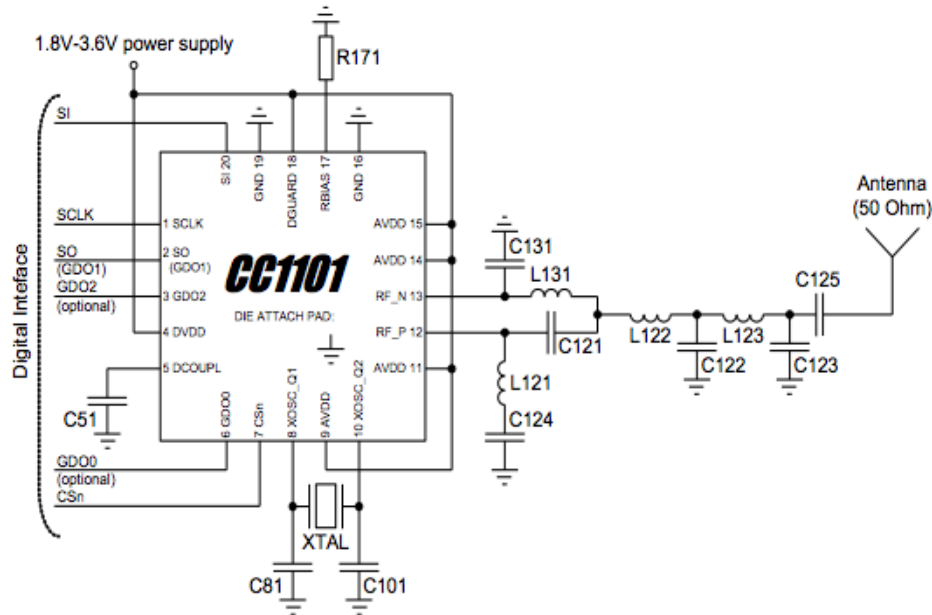 1.8V-3.6V power supply
R171
Digital Inteface
SI
SI 20
GND 19
DGUARD 18
RBIAS 17
GND 16
Antenna
(50 Ohm)
SCLK
1 SCLK
AVDD 15
C131
SO
(GDO1)
2 SO
(GDO1)
CC1101
AVDD 14
L131
C125
GDO2
(optional)
3 GDO2
DIE ATTACH PAD:
RF_N 13
4 DVDD
RF_P 12
C121
L122
L123
C122
C123
5 DCOUPL
AVDD 11
L121
C51
C124
6 GDO0
7 CSn
8 XOSC_Q1
9 AVDD
10 XOSC_Q2
GDO0
(optional)
CSn
XTAL
C81
C101